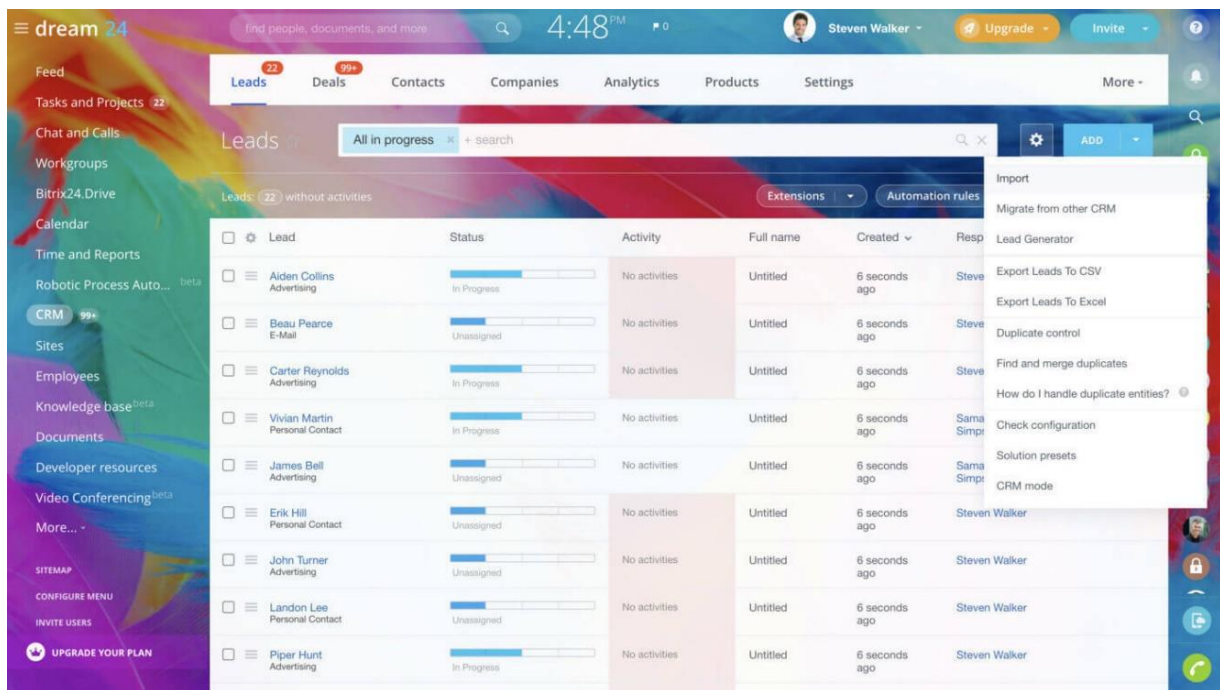 dream 24
find people, documents, and more
4:48 PM
0
Steven Walker
Upgrade
Invite
Feed
Tasks and Projects 22
Chat and Calls
Workgroups
Bitrix24.Drive
Calendar
Time and Reports
Robotic Process Auto... beta
CRM 99+
Sites
Employees
Knowledge base beta
Documents
Developer resources
Video Conferencing beta
More...
SITEMAP
CONFIGURE MENU
INVITE USERS
UPGRADE YOUR PLAN
Leads 22
Deals 99+
Contacts
Companies
Analytics
Products
Settings
More
Leads
All in progress × + search
ADD
Leads: 22 without activities
Extensions
Automation rules
Lead Status Activity Full name Created Resp
Aiden Collins No activities Untitled 6 seconds Steve
Advertising In Progress ago
Beau Pearce No activities Untitled 6 seconds Steve
E-Mail Unassigned ago
Carter Reynolds No activities Untitled 6 seconds Steve
Advertising In Progress ago
Vivian Martin No activities Untitled 6 seconds Sama
Personal Contact In Progress ago Simps
James Bell No activities Untitled 6 seconds Sama
Advertising Unassigned ago Simps
Erik Hill No activities Untitled 6 seconds Steven Walker
Personal Contact Unassigned ago
John Turner No activities Untitled 6 seconds Steven Walker
Advertising Unassigned ago
Landon Lee No activities Untitled 6 seconds Steven Walker
Personal Contact Unassigned ago
Piper Hunt No activities Untitled 6 seconds Steven Walker
Advertising In Progress ago
Import
Migrate from other CRM
Lead Generator
Export Leads To CSV
Export Leads To Excel
Duplicate control
Find and merge duplicates
How do I handle duplicate entities?
Check configuration
Solution presets
CRM mode